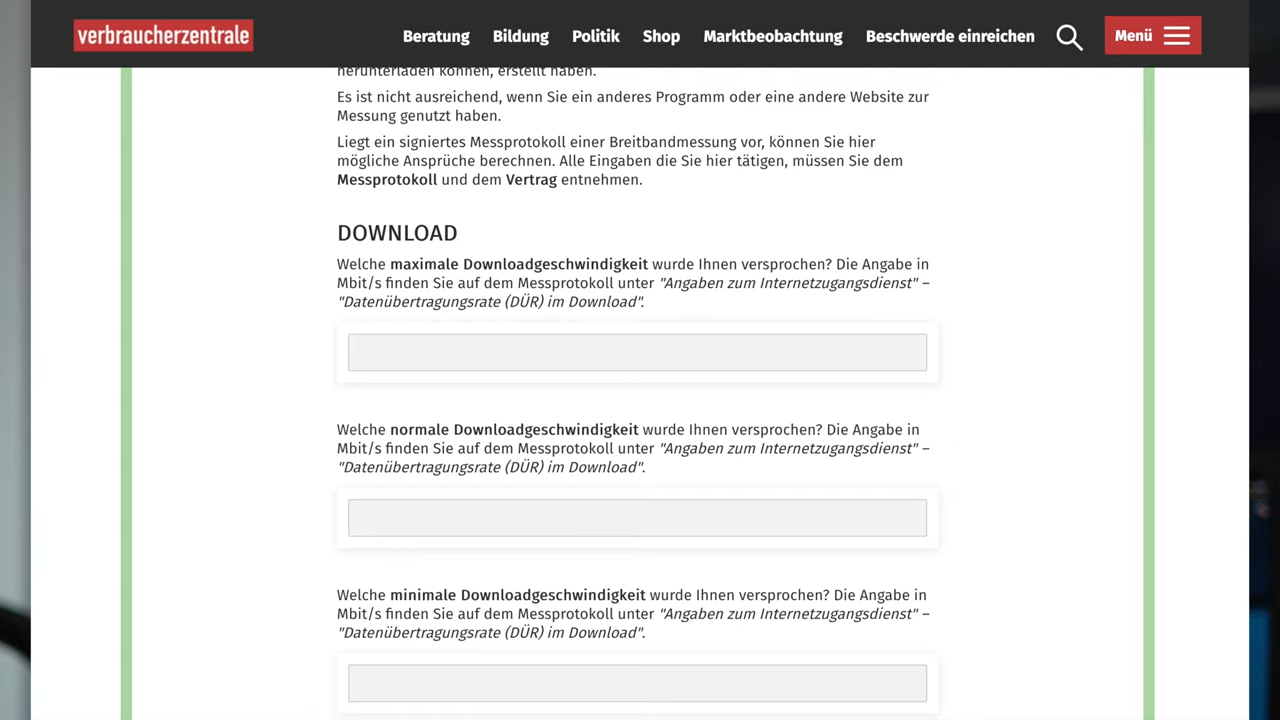 verbraucherzentrale
Beratung Bildung Politik Shop Marktbeobachtung Beschwerde einreichen Menü
herunterladen können, erstellt haben.
Es ist nicht ausreichend, wenn Sie ein anderes Programm oder eine andere Website zur
Messung genutzt haben.
Liegt ein signiertes Messprotokoll einer Breitbandmessung vor, können Sie hier
mögliche Ansprüche berechnen. Alle Eingaben die Sie hier tätigen, müssen Sie dem
Messprotokoll und dem Vertrag entnehmen.
DOWNLOAD
Welche maximale Downloadgeschwindigkeit wurde Ihnen versprochen? Die Angabe in
Mbit/s finden Sie auf dem Messprotokoll unter "Angaben zum Internetzugangsdienst" –
"Datenübertragungsrate (DÜR) im Download".
Welche normale Downloadgeschwindigkeit wurde Ihnen versprochen? Die Angabe in
Mbit/s finden Sie auf dem Messprotokoll unter "Angaben zum Internetzugangsdienst" –
"Datenübertragungsrate (DÜR) im Download".
Welche minimale Downloadgeschwindigkeit wurde Ihnen versprochen? Die Angabe in
Mbit/s finden Sie auf dem Messprotokoll unter "Angaben zum Internetzugangsdienst" –
"Datenübertragungsrate (DÜR) im Download".